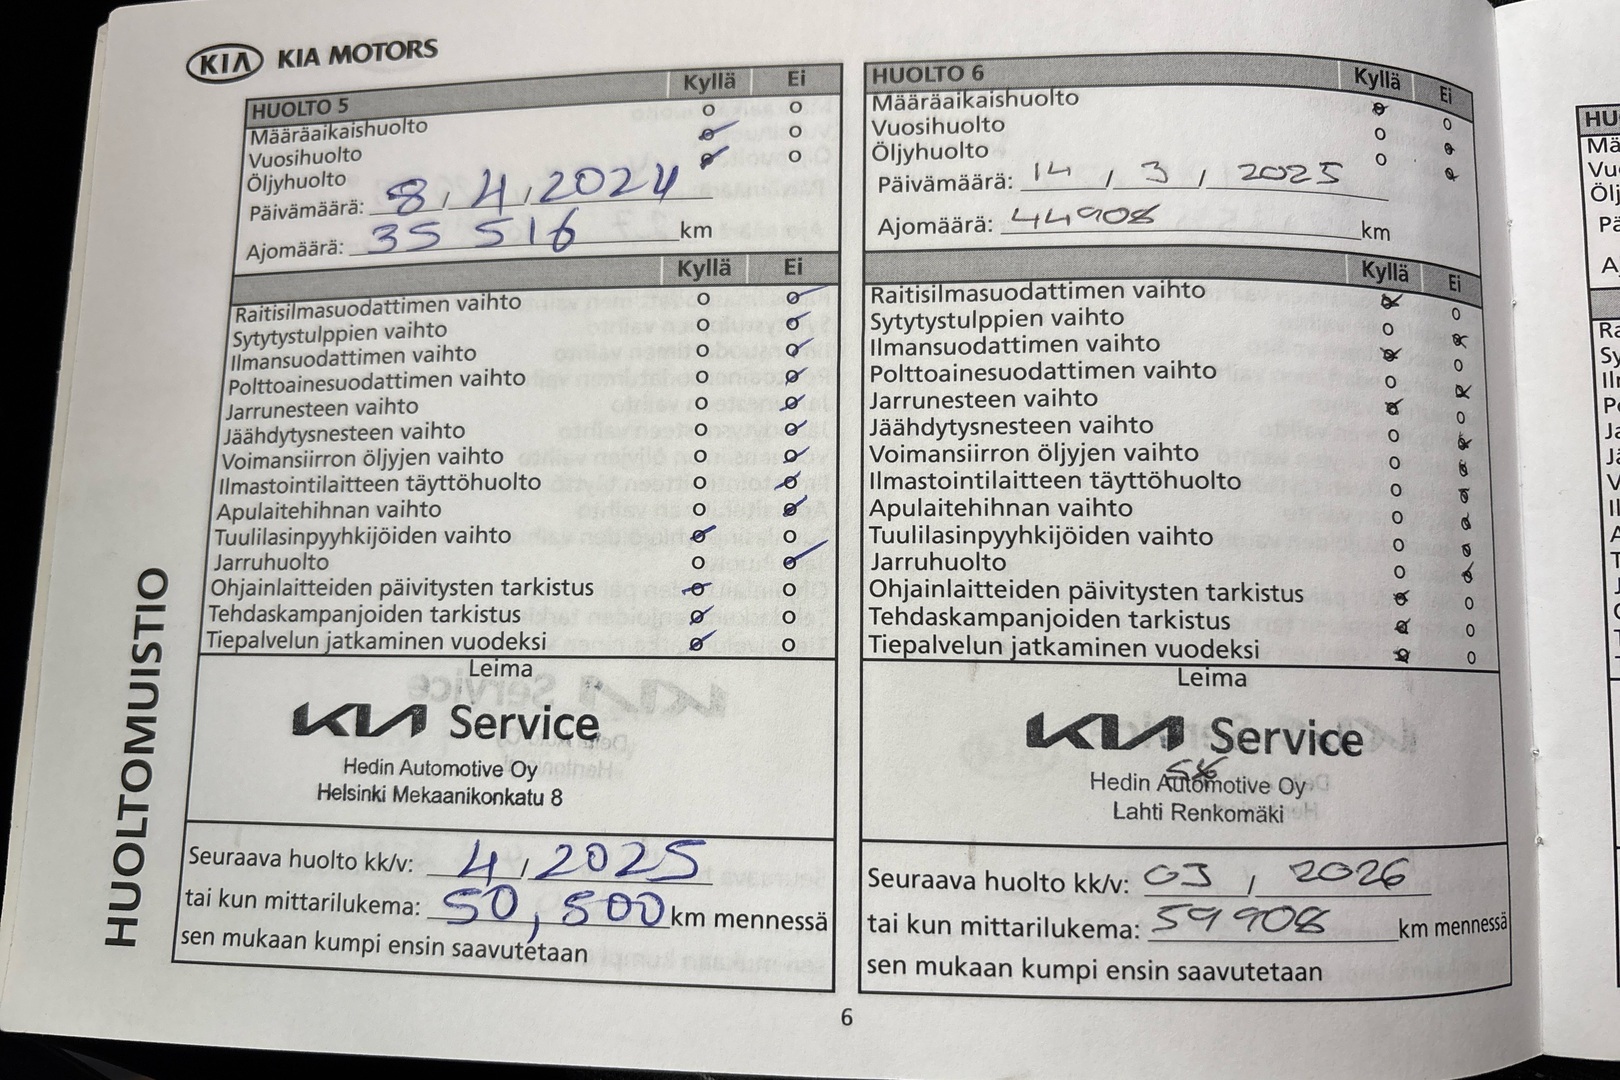 KIA KIA MOTORS
HUOLTOMUISTIO
HUOLTO 5 Kyllä Ei
Määräaikaishuolto
Vuosihuolto
Öljyhuolto
Päivämäärä: 8 / 4 / 2024
Ajomäärä: 35 516 km
Kyllä Ei
Raitisilmasuodattimen vaihto
Sytytystulppien vaihto
Ilmansuodattimen vaihto
Polttoainesuodattimen vaihto
Jarrunesteen vaihto
Jäähdytysnesteen vaihto
Voimansiirron öljyjen vaihto
Ilmastointilaitteen täyttöhuolto
Apulaitehihnan vaihto
Tuulilasinpyyhkijöiden vaihto
Jarruhuolto
Ohjainlaitteiden päivitysten tarkistus
Tehdaskampanjoiden tarkistus
Tiepalvelun jatkaminen vuodeksi
Leima
KIA Service
Hedin Automotive Oy
Helsinki Mekaanikonkatu 8
Seuraava huolto kk/v: 4 / 2025
tai kun mittarilukema: 50,500 km mennessä
sen mukaan kumpi ensin saavutetaan
HUOLTO 6 Kyllä Ei
Määräaikaishuolto
Vuosihuolto
Öljyhuolto
Päivämäärä: 14 / 3 / 2025
Ajomäärä: 44908 km
Kyllä Ei
Raitisilmasuodattimen vaihto
Sytytystulppien vaihto
Ilmansuodattimen vaihto
Polttoainesuodattimen vaihto
Jarrunesteen vaihto
Jäähdytysnesteen vaihto
Voimansiirron öljyjen vaihto
Ilmastointilaitteen täyttöhuolto
Apulaitehihnan vaihto
Tuulilasinpyyhkijöiden vaihto
Jarruhuolto
Ohjainlaitteiden päivitysten tarkistus
Tehdaskampanjoiden tarkistus
Tiepalvelun jatkaminen vuodeksi
Leima
KIA Service
Hedin Automotive Oy
Lahti Renkomäki
Seuraava huolto kk/v: 03 / 2026
tai kun mittarilukema: 59908 km mennessä
sen mukaan kumpi ensin saavutetaan
6